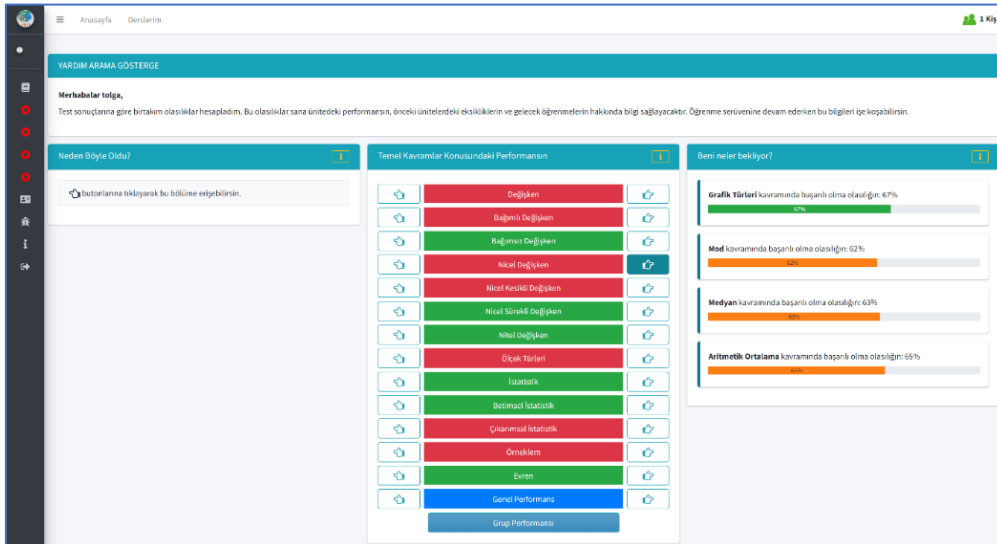 Anasayfa Derslerim
1 Kiş
YARDIM ARAMA GÖSTERGE
Merhabalar tolga,
Test sonuçlarına göre birtakım olasılıklar hesapladım. Bu olasılıklar sana ünitedeki performansın, önceki ünitelerdeki eksikliklerin ve gelecek öğrenmelerin hakkında bilgi sağlayacaktır. Öğrenme serüvenine devam ederken bu bilgileri işe koşabilirsin.
Neden Böyle Oldu?
butonlarına tıklayarak bu bölüme erişebilirsin.
Temel Kavramlar Konusundaki Performansın
Değişken
Bağımlı Değişken
Bağımsız Değişken
Nicel Değişken
Nicel Kesikli Değişken
Nicel Sürekli Değişken
Nitel Değişken
Ölçek Türleri
İstatistik
Betimsel İstatistik
Çıkarımsal İstatistik
Örneklem
Evren
Genel Performans
Grup Performansı
Beni neler bekliyor?
Grafik Türleri kavramında başarılı olma olasılığın: 67%
67%
Mod kavramında başarılı olma olasılığın: 62%
62%
Medyan kavramında başarılı olma olasılığın: 63%
63%
Aritmetik Ortalama kavramında başarılı olma olasılığın: 65%
65%